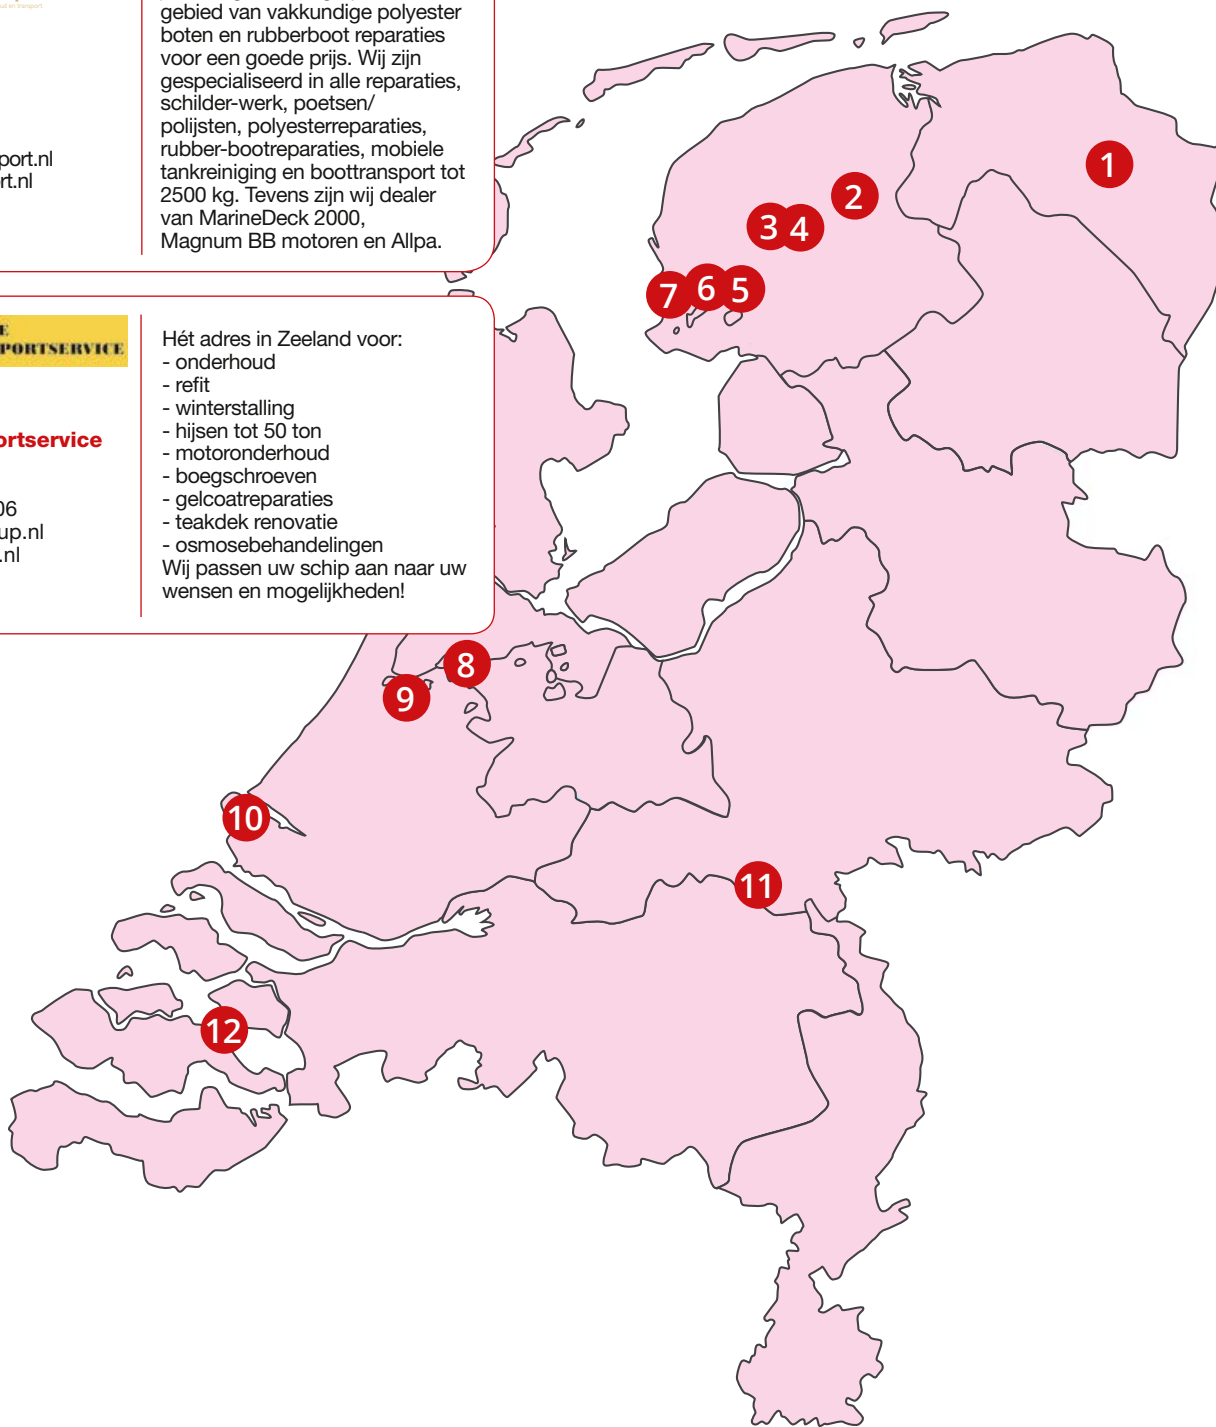 ud en transport
port.nl
rt.nl
gebied van vakkundige polyester
boten en rubberboot reparaties
voor een goede prijs. Wij zijn
gespecialiseerd in alle reparaties,
schilder-werk, poetsen/
polijsten, polyesterreparaties,
rubber-bootreparaties, mobiele
tankreiniging en boottransport tot
2500 kg. Tevens zijn wij dealer
van MarineDeck 2000,
Magnum BB motoren en Allpa.
E
PORTSERVICE
ortservice
06
up.nl
.nl
Hét adres in Zeeland voor:
- onderhoud
- refit
- winterstalling
- hijsen tot 50 ton
- motoronderhoud
- boegschroeven
- gelcoatreparaties
- teakdek renovatie
- osmosebehandelingen
Wij passen uw schip aan naar uw
wensen en mogelijkheden!
1
2
3 4
7 6 5
8
9
10
11
12